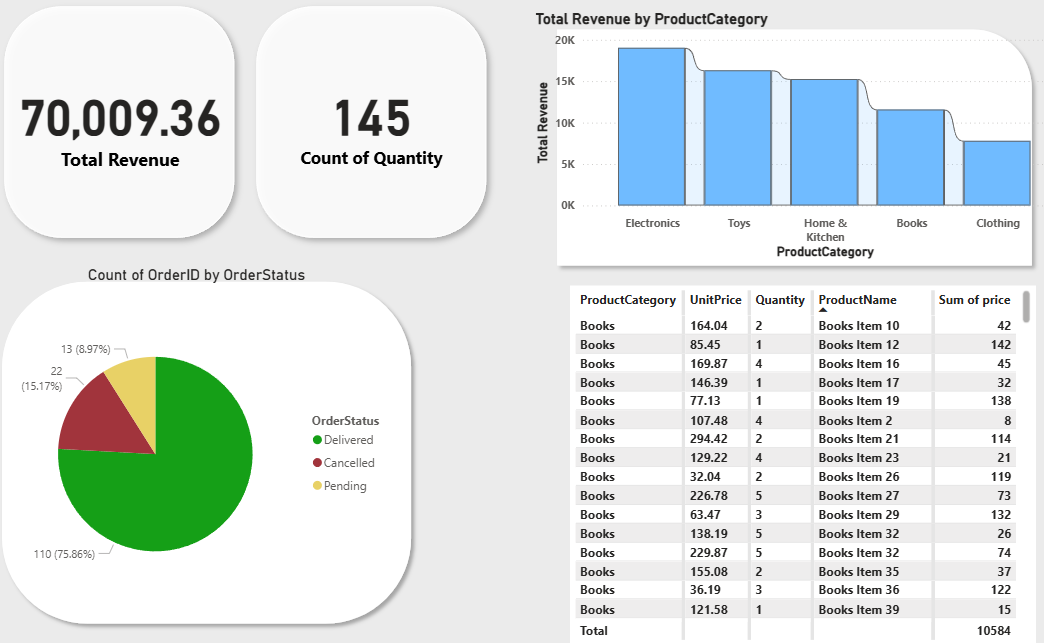 70,009.36
Total Revenue
145
Count of Quantity
Total Revenue by ProductCategory
Total Revenue
20K
15K
10K
5K
0K
Electronics
Toys
Home &
Kitchen
Books
Clothing
ProductCategory
Count of OrderID by OrderStatus
13 (8.97%)
22
(15.17%)
110 (75.86%)
OrderStatus
Delivered
Cancelled
Pending
ProductCategory UnitPrice Quantity ProductName Sum of price
Books 164.04 2 Books Item 10 42
Books 85.45 1 Books Item 12 142
Books 169.87 4 Books Item 16 45
Books 146.39 1 Books Item 17 32
Books 77.13 1 Books Item 19 138
Books 107.48 4 Books Item 2 8
Books 294.42 2 Books Item 21 114
Books 129.22 4 Books Item 23 21
Books 32.04 2 Books Item 26 119
Books 226.78 5 Books Item 27 73
Books 63.47 3 Books Item 29 132
Books 138.19 5 Books Item 32 26
Books 229.87 5 Books Item 32 74
Books 155.08 2 Books Item 35 37
Books 36.19 3 Books Item 36 122
Books 121.58 1 Books Item 39 15
Total 10584